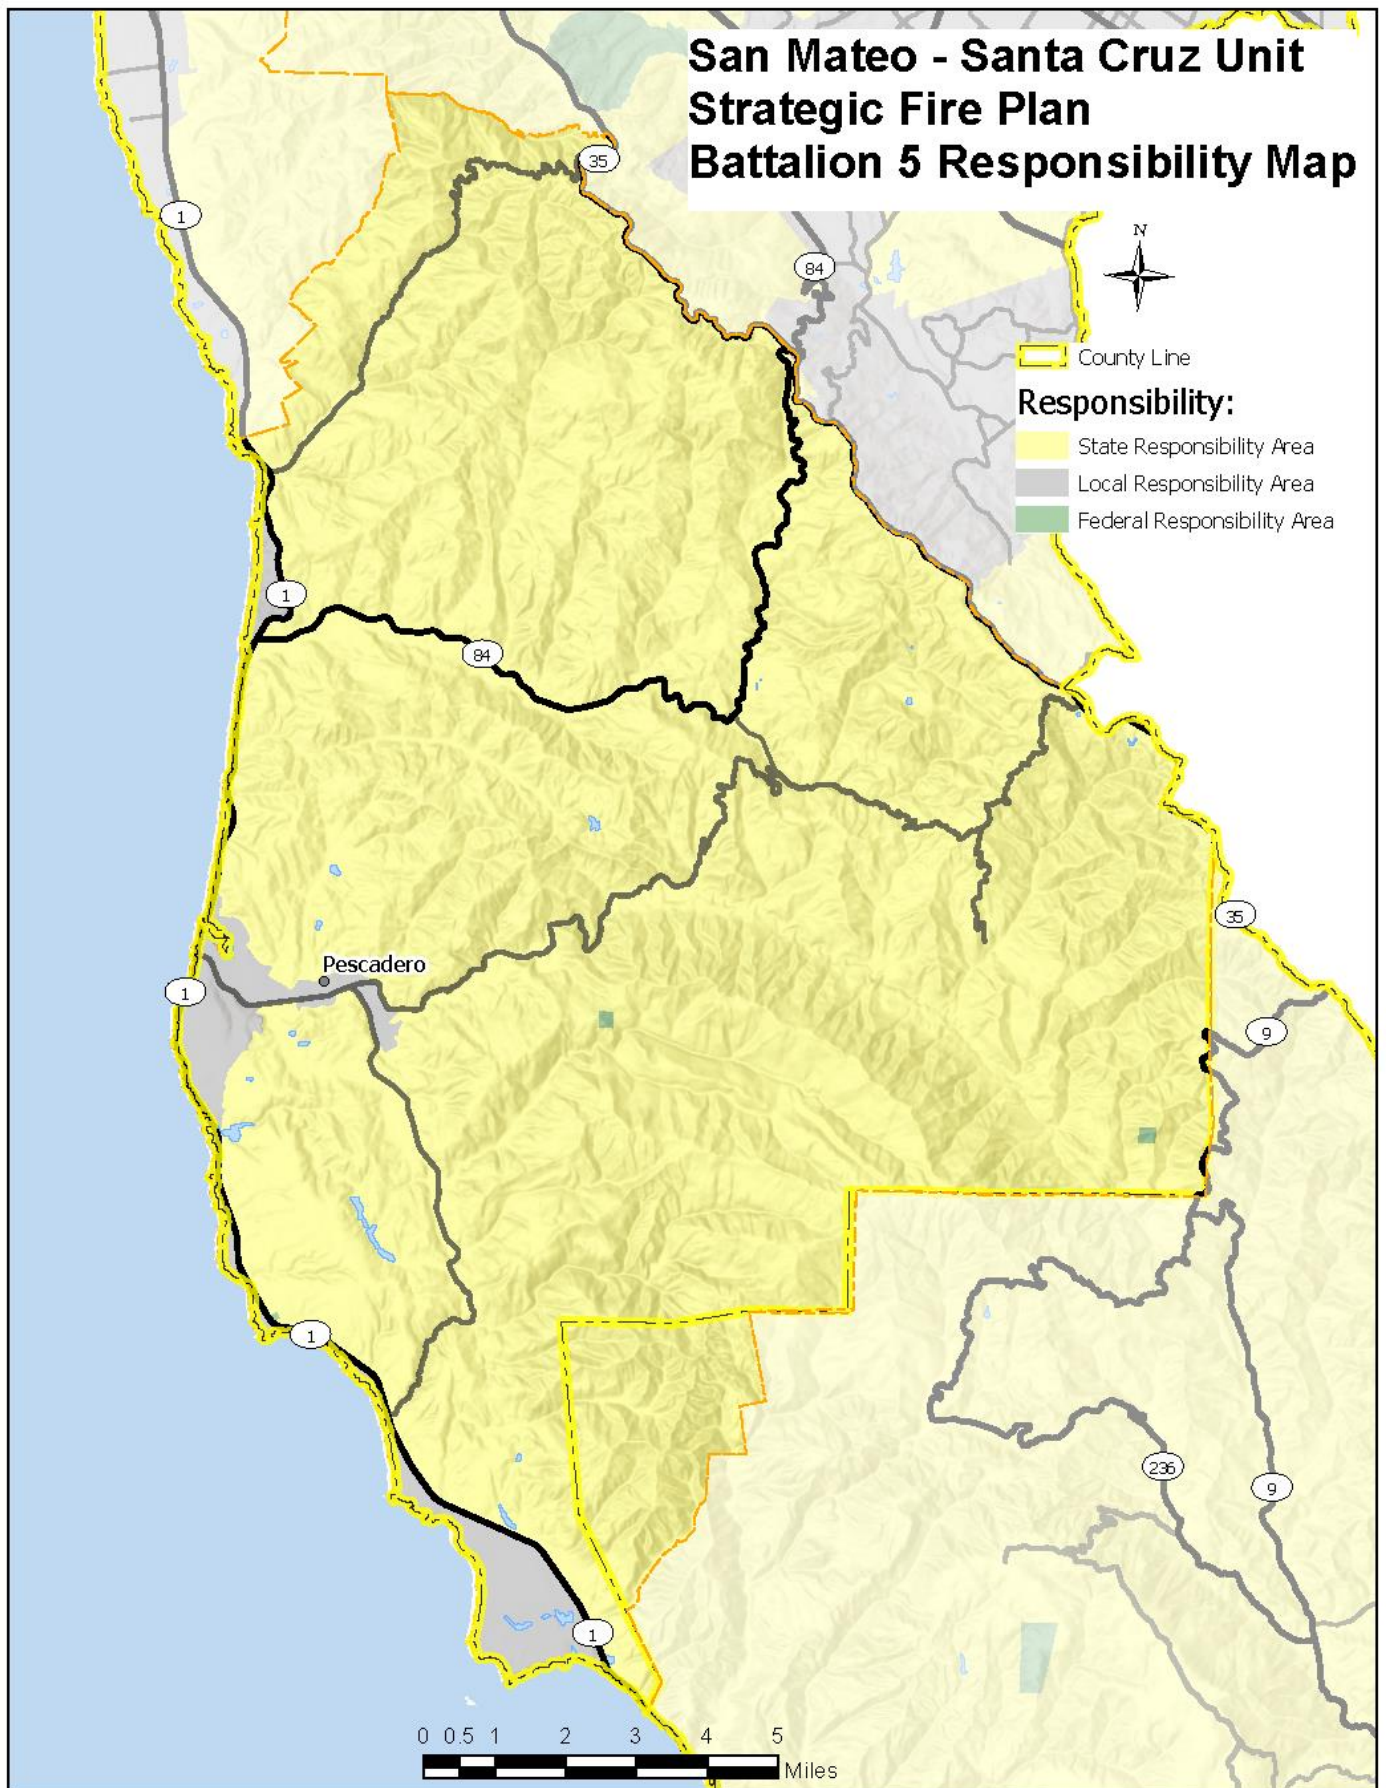 San Mateo - Santa Cruz Unit
Strategic Fire Plan
Battalion 5 Responsibility Map
35
1
N
84
County Line
Responsibility:
State Responsibility Area
Local Responsibility Area
Federal Responsibility Area
1
84
35
Pescadero
1
9
1
236
9
1
0 0.5 1 2 3 4 5
Miles